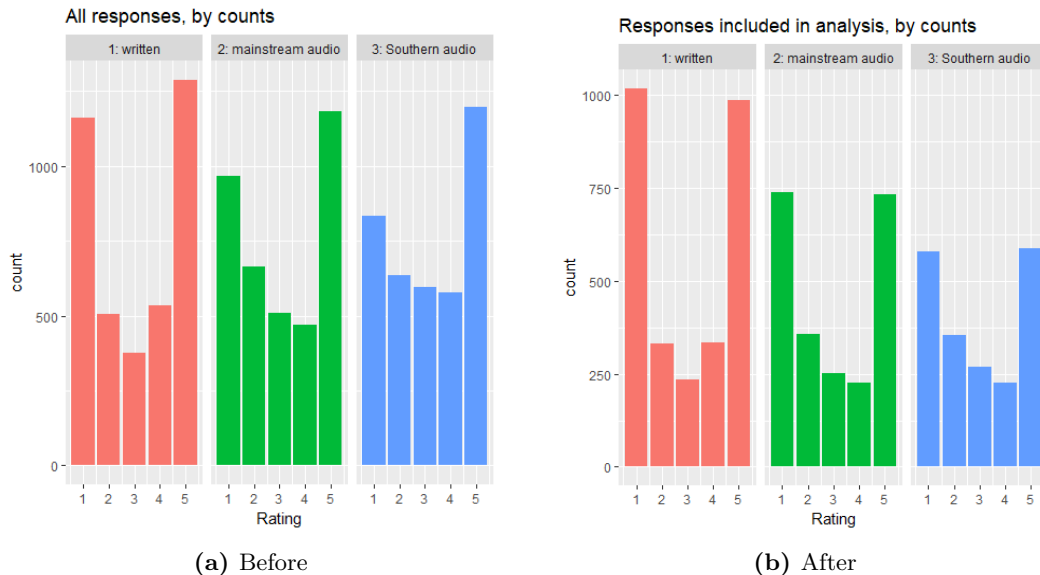 All responses, by counts
1: written 2: mainstream audio 3: Southern audio
1000
500
0
count
1 2 3 4 5 1 2 3 4 5 1 2 3 4 5
Rating
(a) Before
Responses included in analysis, by counts
1: written 2: mainstream audio 3: Southern audio
1000
750
500
250
0
count
1 2 3 4 5 1 2 3 4 5 1 2 3 4 5
Rating
(b) After